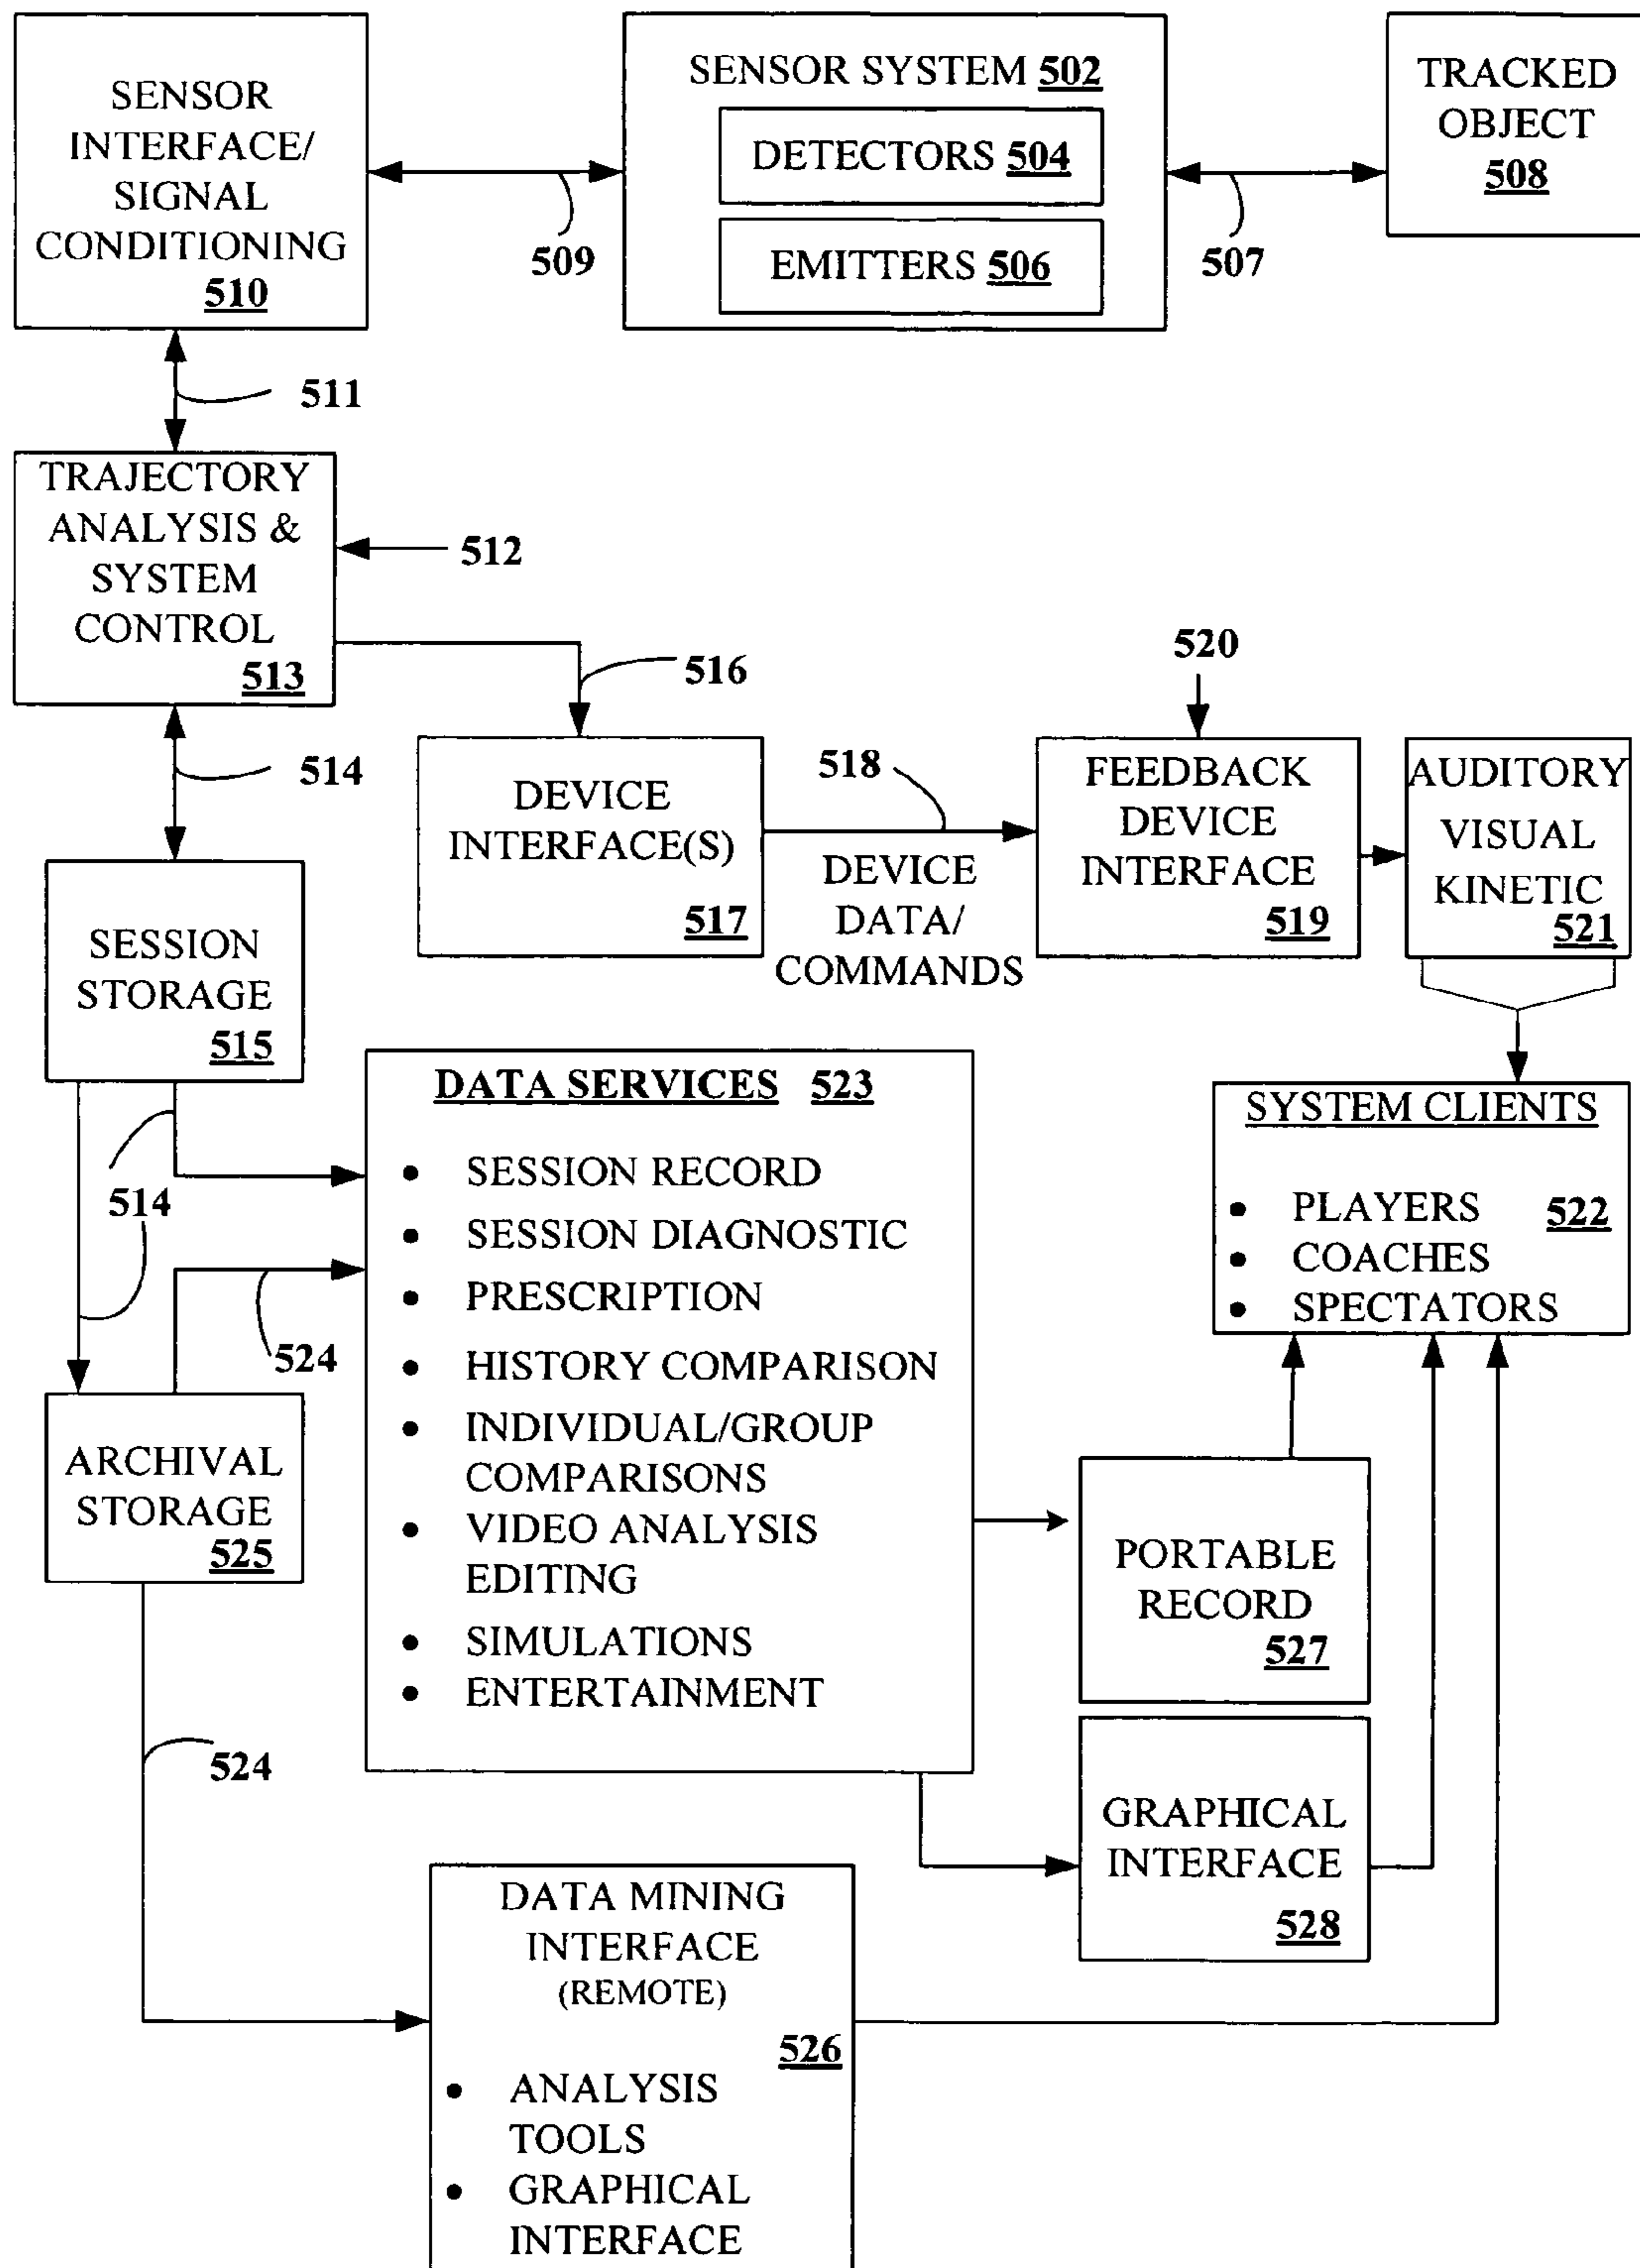 SENSOR
INTERFACE/
SIGNAL
CONDITIONING
510
SENSOR SYSTEM 502
DETECTORS 504
EMITTERS 506
TRACKED
OBJECT
508
509
507
511
TRAJECTORY
ANALYSIS &
SYSTEM
CONTROL
513
512
516
520
514
DEVICE
INTERFACE(S)
517
518
DEVICE
DATA/
COMMANDS
FEEDBACK
DEVICE
INTERFACE
519
AUDITORY
VISUAL
KINETIC
521
SESSION
STORAGE
515
514
524
DATA SERVICES 523
• SESSION RECORD
• SESSION DIAGNOSTIC
• PRESCRIPTION
• HISTORY COMPARISON
• INDIVIDUAL/GROUP
COMPARISONS
• VIDEO ANALYSIS
EDITING
• SIMULATIONS
• ENTERTAINMENT
SYSTEM CLIENTS
522
• PLAYERS
• COACHES
• SPECTATORS
ARCHIVAL
STORAGE
525
PORTABLE
RECORD
527
524
GRAPHICAL
INTERFACE
528
DATA MINING
INTERFACE
(REMOTE)
526
• ANALYSIS
TOOLS
• GRAPHICAL
INTERFACE